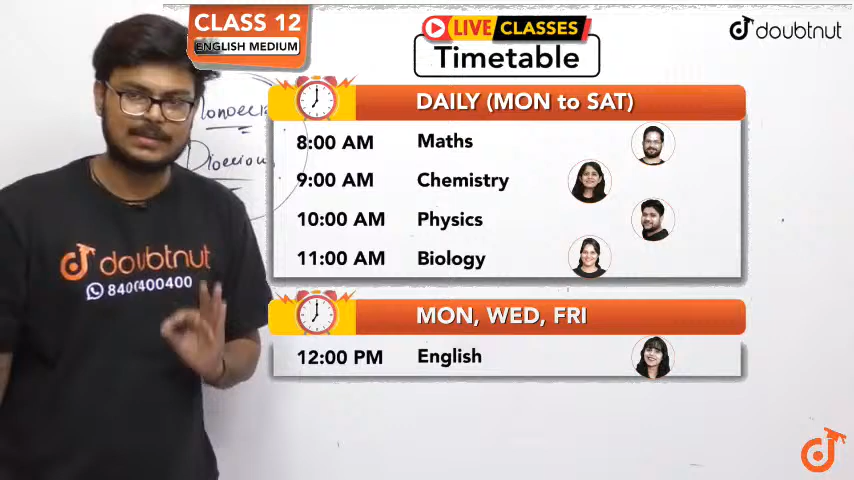 CLASS 12
ENGLISH MEDIUM
LIVE CLASSES
Timetable
doubtnut
DAILY (MON to SAT)
8:00 AM Maths
9:00 AM Chemistry
10:00 AM Physics
11:00 AM Biology
MON, WED, FRI
12:00 PM English
doubtnut